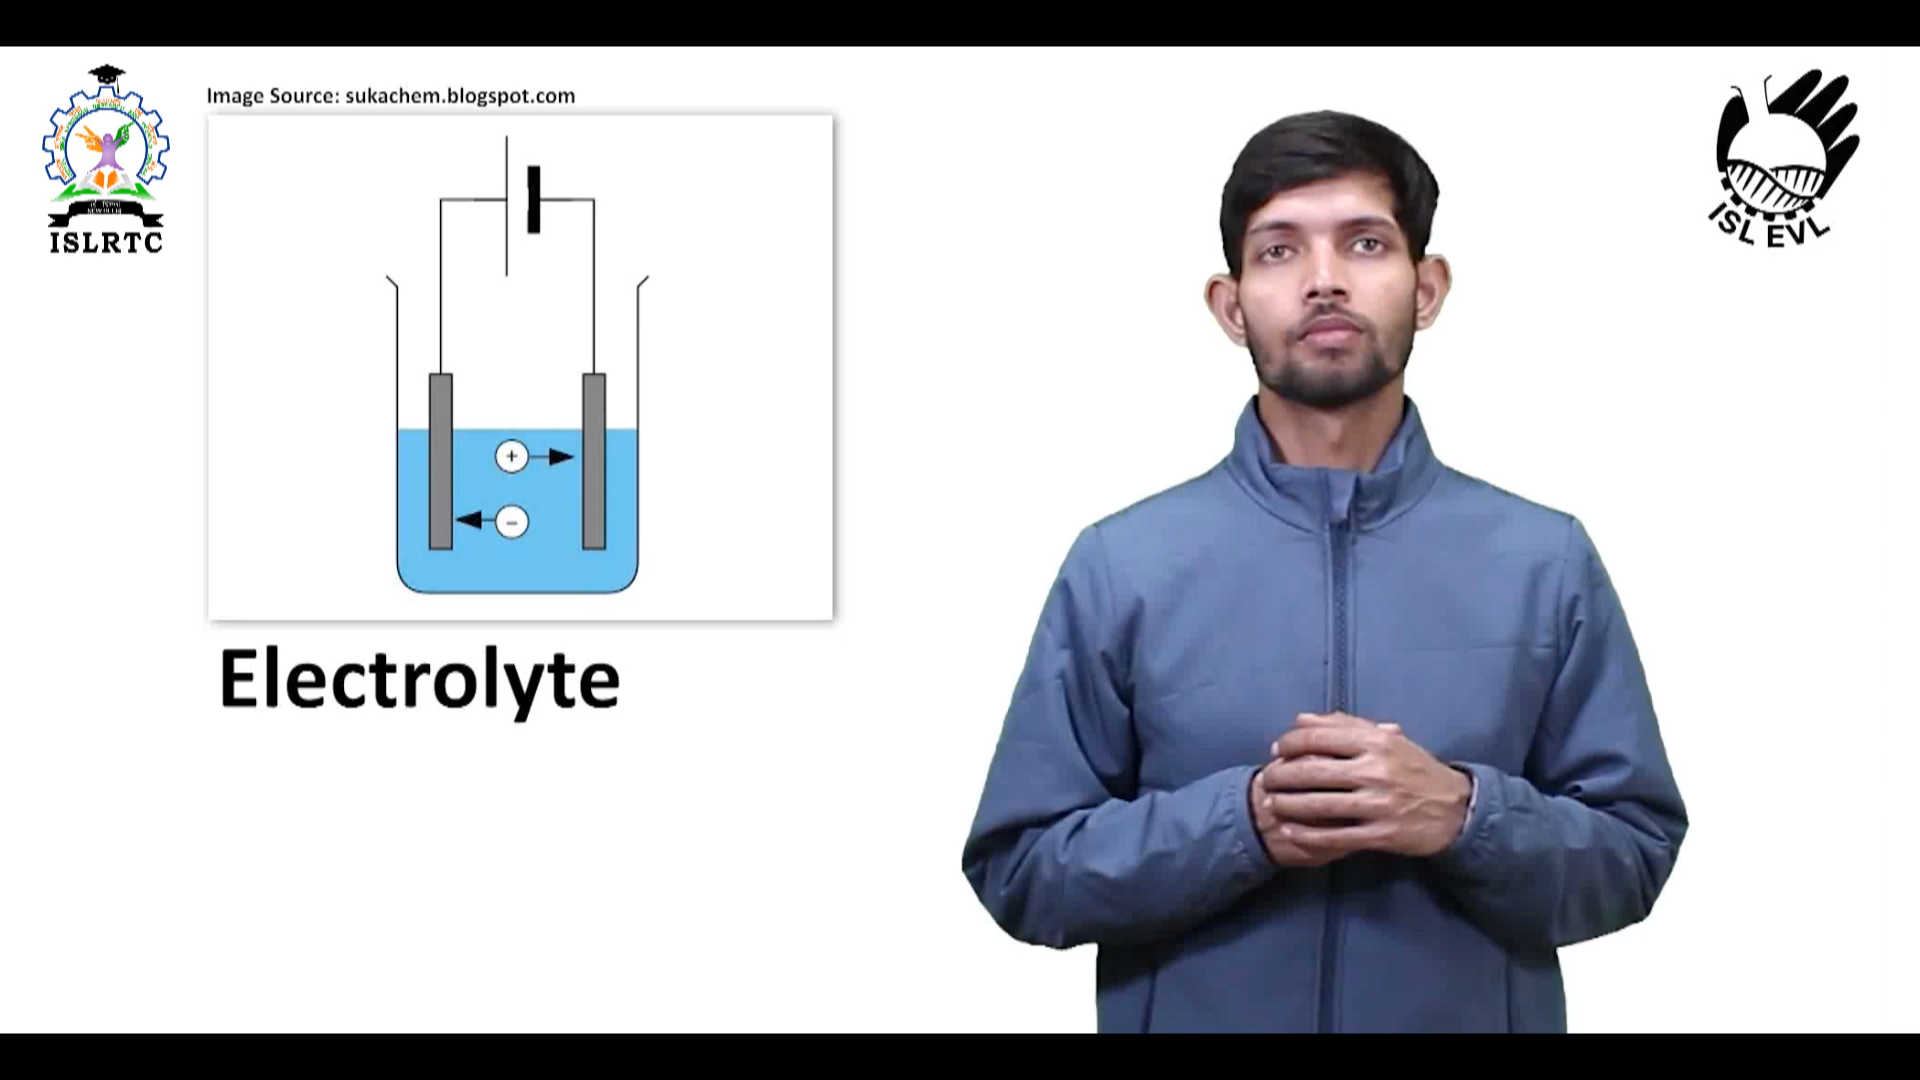 Image Source: sukachem.blogspot.com
ISLRTC
ISL EVL
+
−
Electrolyte